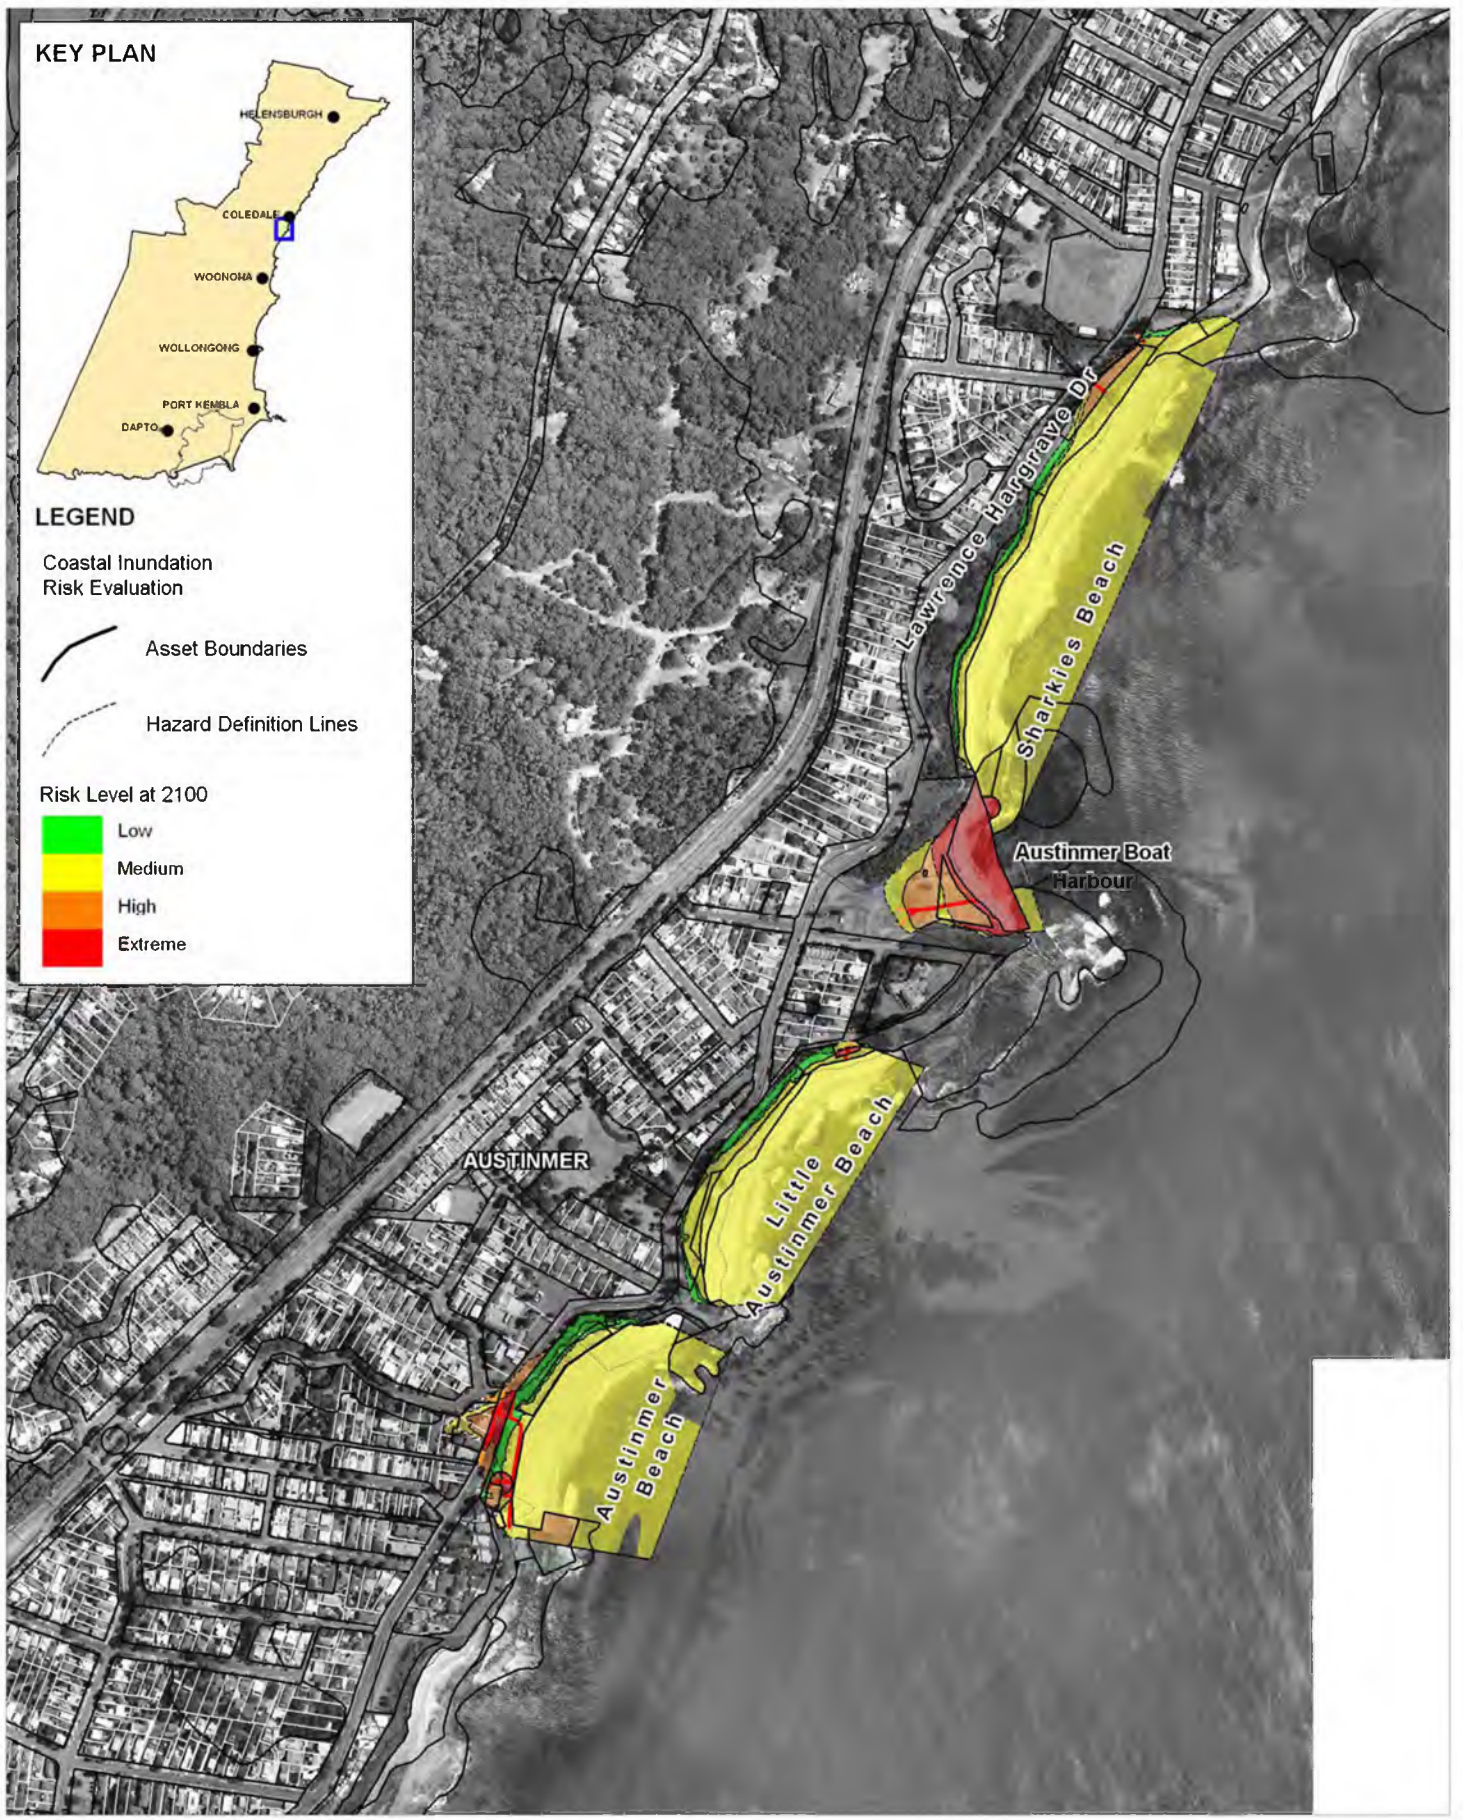 KEY PLAN
HELENSBURGH
COLEDALE
WOONONA
WOLLONGONG
PORT KEMBLA
DAPTO
LEGEND
Coastal Inundation
Risk Evaluation
Asset Boundaries
Hazard Definition Lines
Risk Level at 2100
Low
Medium
High
Extreme
Lawrence Hargrave Dr
Sharkies Beach
Austinmer Boat
Harbour
AUSTINMER
Little
Austinmer Beach
Austinmer
Beach